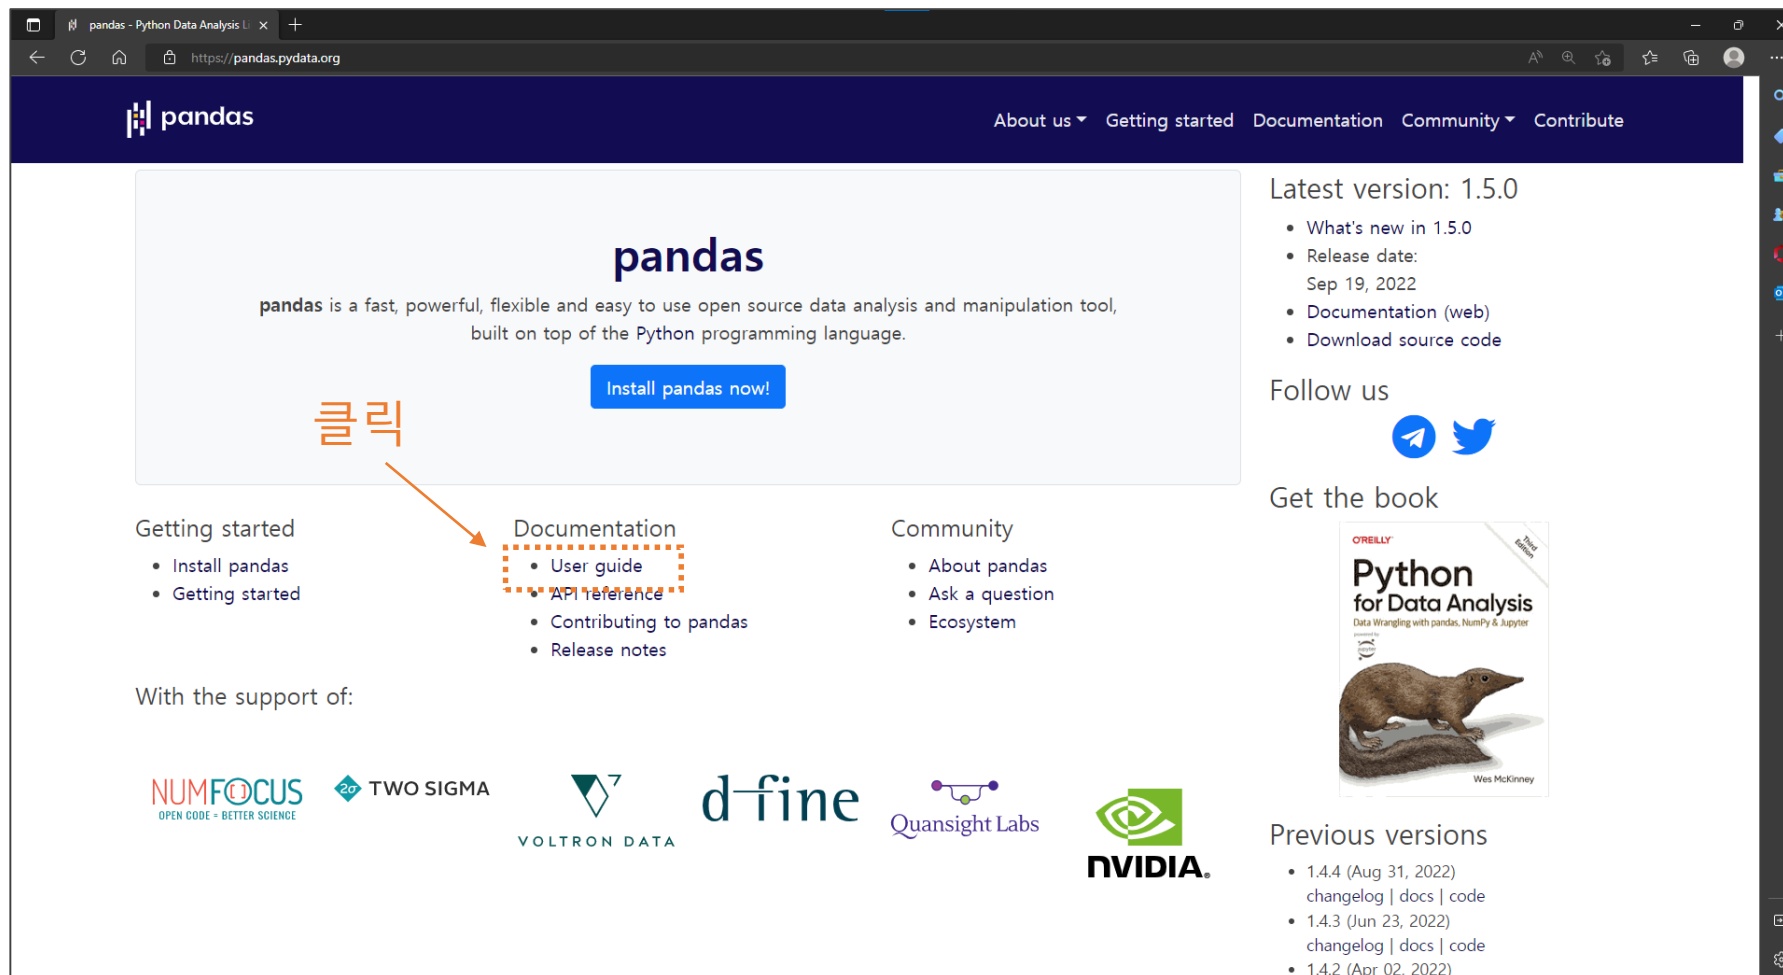 pandas - Python Data Analysis Li
https://pandas.pydata.org
pandas
About us Getting started Documentation Community Contribute
pandas
pandas is a fast, powerful, flexible and easy to use open source data analysis and manipulation tool,
built on top of the Python programming language.
Install pandas now!
클릭
Getting started
Install pandas
Getting started
Documentation
User guide
API reference
Contributing to pandas
Release notes
Community
About pandas
Ask a question
Ecosystem
With the support of:
NUMFOCUS
OPEN CODE = BETTER SCIENCE
2σ TWO SIGMA
VOLTRON DATA
d-fine
Quansight Labs
NVIDIA.
Latest version: 1.5.0
What's new in 1.5.0
Release date:
Sep 19, 2022
Documentation (web)
Download source code
Follow us
Get the book
O'REILLY
Third
Edition
Python
for Data Analysis
Data Wrangling with pandas, NumPy & Jupyter
powered by
jupyter
Wes McKinney
Previous versions
1.4.4 (Aug 31, 2022)
changelog | docs | code
1.4.3 (Jun 23, 2022)
changelog | docs | code
1.4.2 (Apr 02, 2022)